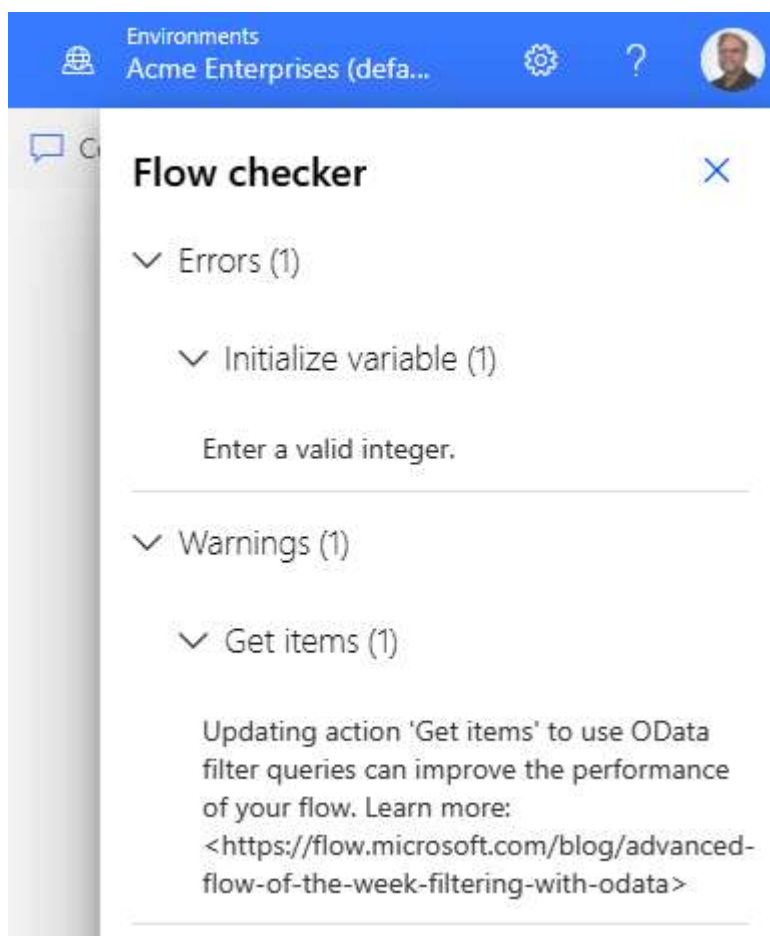 Environments
Acme Enterprises (defa...
?
Flow checker
Errors (1)
Initialize variable (1)
Enter a valid integer.
Warnings (1)
Get items (1)
Updating action 'Get items' to use OData
filter queries can improve the performance
of your flow. Learn more:
<https://flow.microsoft.com/blog/advanced-
flow-of-the-week-filtering-with-odata>